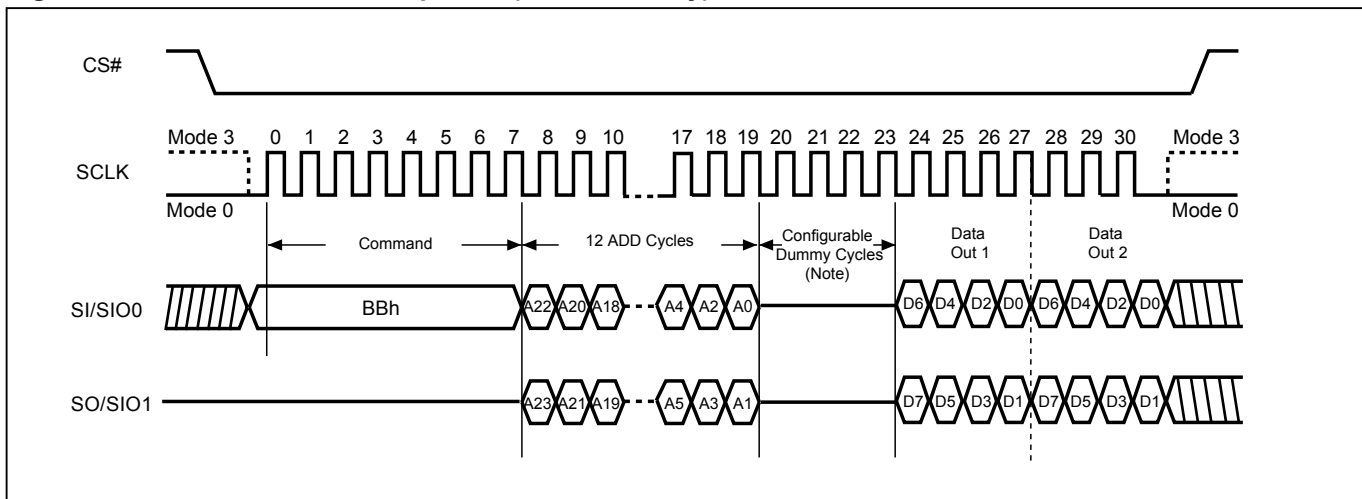 CS#
Mode 3 0 1 2 3 4 5 6 7 8 9 10 17 18 19 20 21 22 23 24 25 26 27 28 29 30 Mode 3
SCLK
Mode 0 Mode 0
Command 12 ADD Cycles Configurable Dummy Cycles (Note) Data Out 1 Data Out 2
SI/SIO0 BBh A22 A20 A18 A4 A2 A0 D6 D4 D2 D0 D6 D4 D2 D0
SO/SIO1 A23 A21 A19 A5 A3 A1 D7 D5 D3 D1 D7 D5 D3 D1